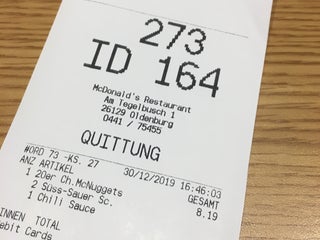 273
ID 164
McDonald's Restaurant
Am Tegelbusch 1
26129 Oldenburg
0441 / 75455
QUITTUNG
#ORD 73 -KS. 27 30/12/2019 16:46:03
ANZ ARTIKEL GESAMT
1 20er Ch.McNuggets 8.19
2 Süss-Sauer Sc.
1 Chili Sauce
INNEN TOTAL
ebit Cards